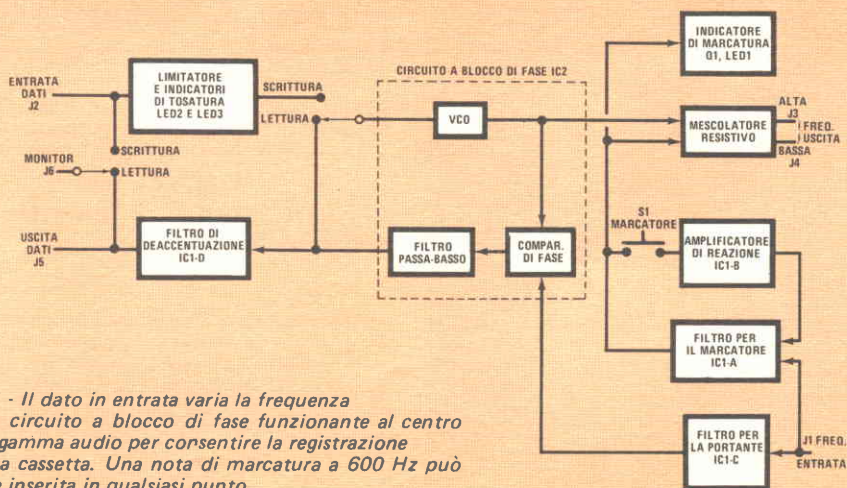 INDICATORE
DI MARCATURA
Q1, LED1
CIRCUITO A BLOCCO DI FASE IC2
ENTRATA
DATI
J2
LIMITATORE
E INDICATORI
DI TOSATURA
LED2 E LED3
SCRITTURA
LETTURA
VCO
MESCOLATORE
RESISTIVO
ALTA
J3
FREQ.
USCITA
BASSA
J4
SCRITTURA
MONITOR
J6
LETTURA
S1
MARCATORE
AMPLIFICATORE
DI REAZIONE
IC1-B
USCITA
DATI
J5
FILTRO DI
DEACCENTUAZIONE
IC1-D
FILTRO
PASSA-BASSO
COMPAR.
DI FASE
FILTRO PER
IL MARCATORE
IC1-A
FILTRO PER
LA PORTANTE
IC1-C
J1 FREQ.
ENTRATA
- Il dato in entrata varia la frequenza
circuito a blocco di fase funzionante al centro
gamma audio per consentire la registrazione
a cassetta. Una nota di marcatura a 600 Hz può
e inserita in qualsiasi punto.